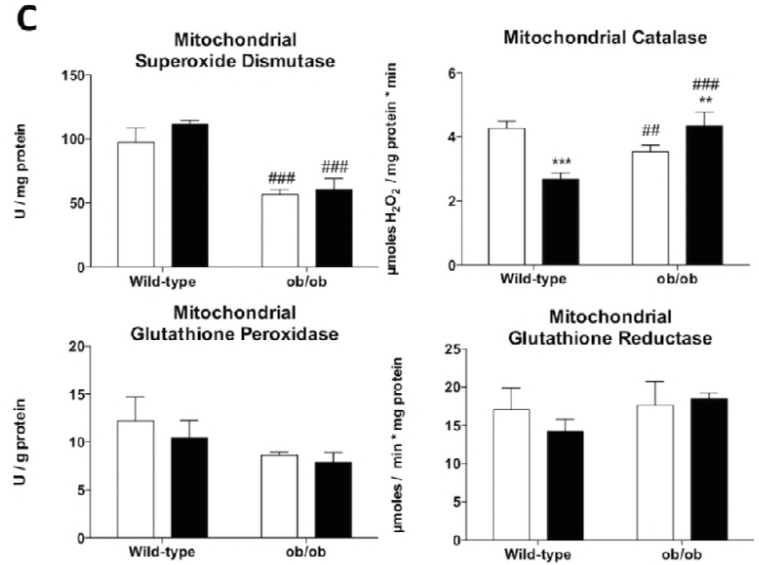 C
Mitochondrial
Superoxide Dismutase
U / mg protein
150
100
50
0
###
###
Wild-type
ob/ob
Mitochondrial Catalase
µmoles H₂O₂ / mg protein * min
6
4
2
0
***
##
###
**
Wild-type
ob/ob
Mitochondrial
Glutathione Peroxidase
U / g protein
20
15
10
5
0
Wild-type
ob/ob
Mitochondrial
Glutathione Reductase
µmoles / min * mg protein
25
20
15
10
5
0
Wild-type
ob/ob